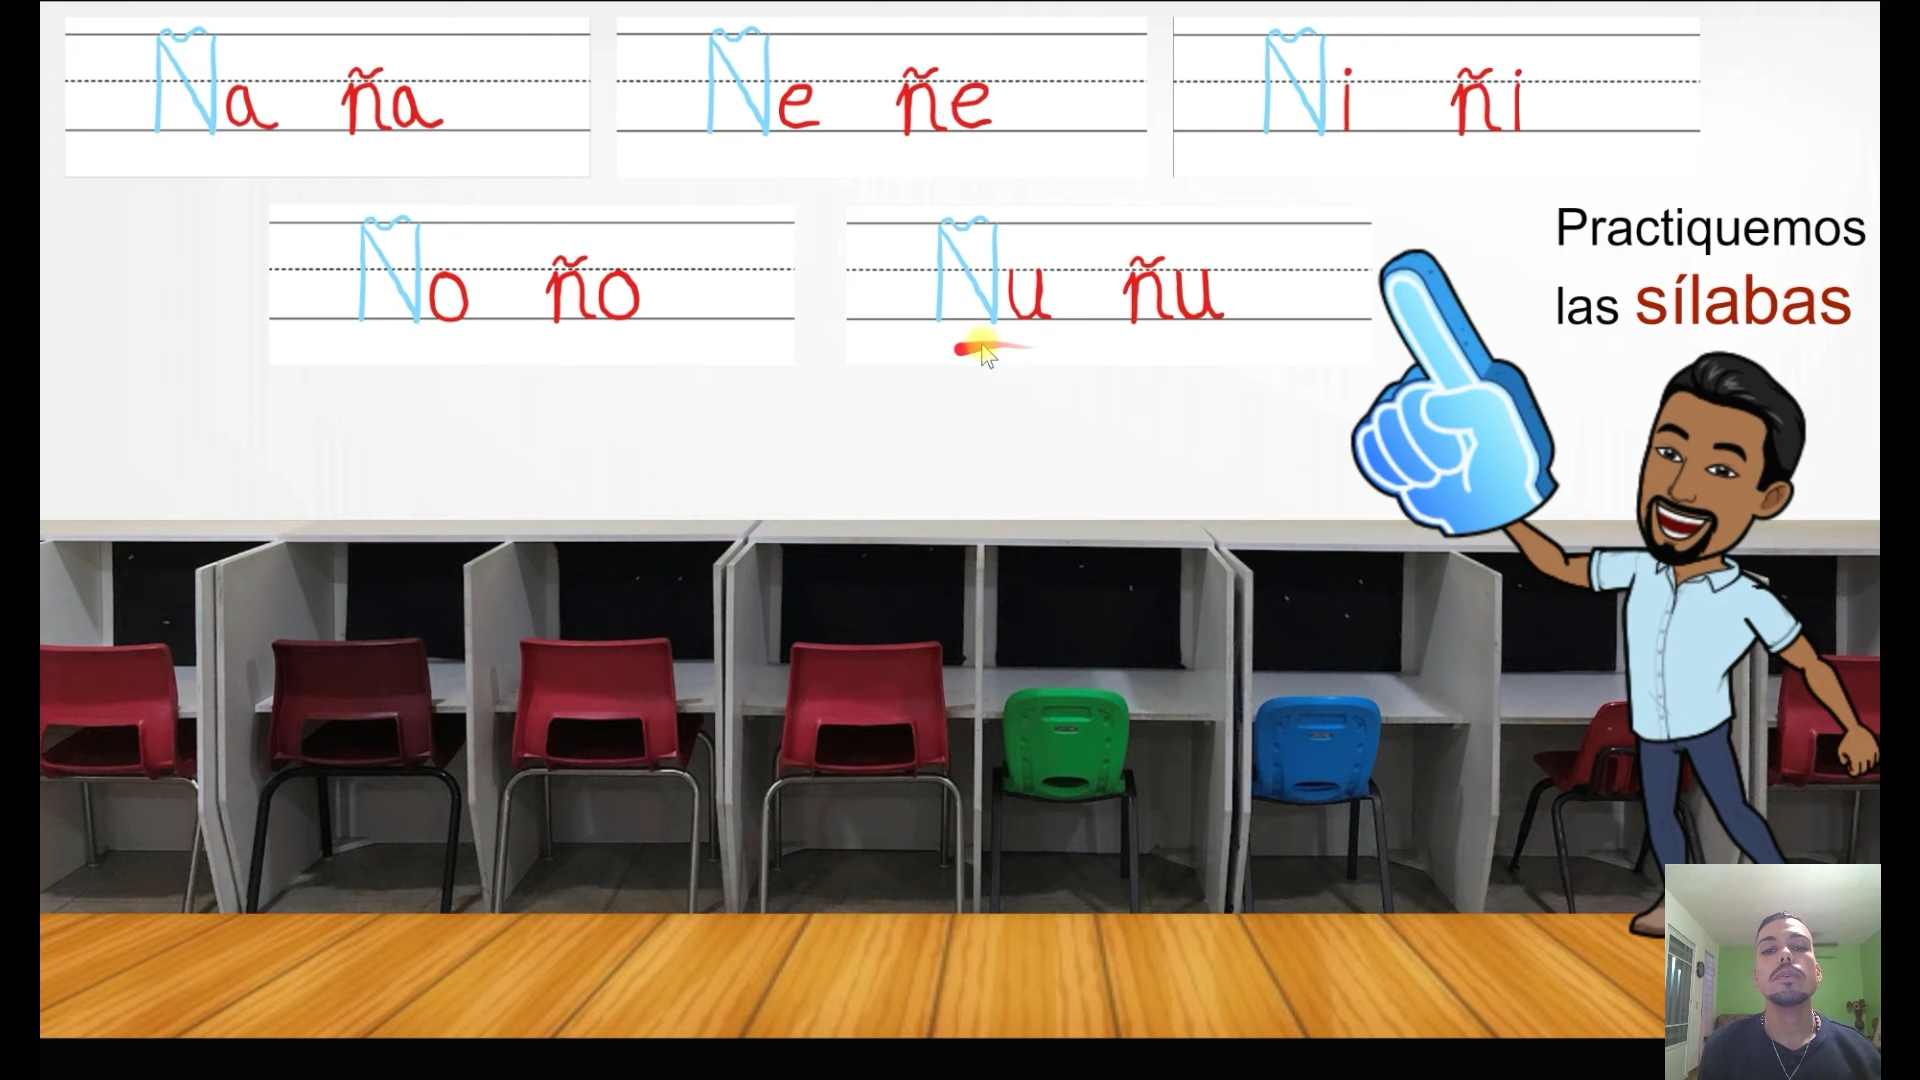 Ña ña
Ñe ñe
Ñi ñi
Ño ño
Ñu ñu
Practiquemos
las sílabas